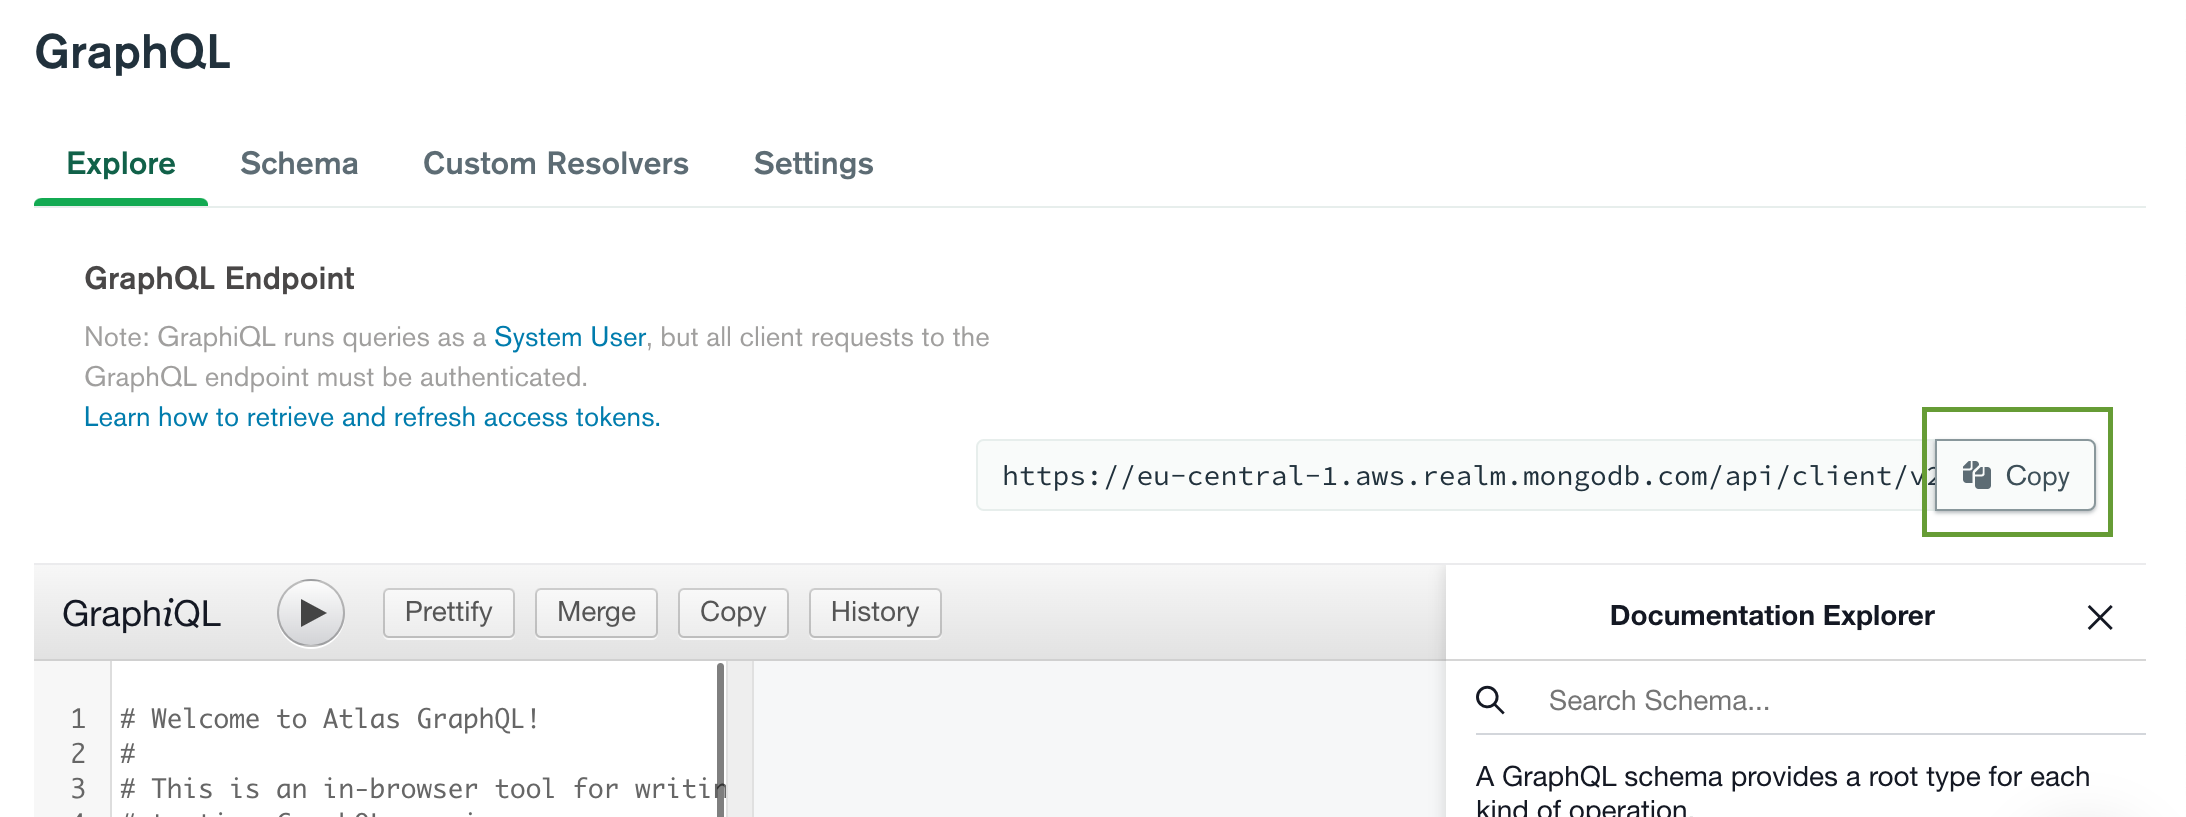 GraphQL
Explore Schema Custom Resolvers Settings
GraphQL Endpoint
Note: GraphiQL runs queries as a System User, but all client requests to the
GraphQL endpoint must be authenticated.
Learn how to retrieve and refresh access tokens.
https://eu-central-1.aws.realm.mongodb.com/api/client/v2 Copy
GraphiQL Prettify Merge Copy History
Documentation Explorer
Search Schema...
1 # Welcome to Atlas GraphQL!
2 #
3 # This is an in-browser tool for writin
A GraphQL schema provides a root type for each
kind of operation.